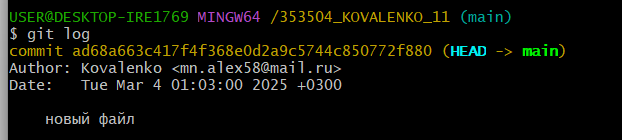 USER@DESKTOP-IRE1769 MINGW64 /353504_KOVALENKO_11 (main)
$ git log
commit ad68a663c417f4f368e0d2a9c5744c850772f880 (HEAD -> main)
Author: Kovalenko <mn.alex58@mail.ru>
Date:   Tue Mar 4 01:03:00 2025 +0300
новый файл